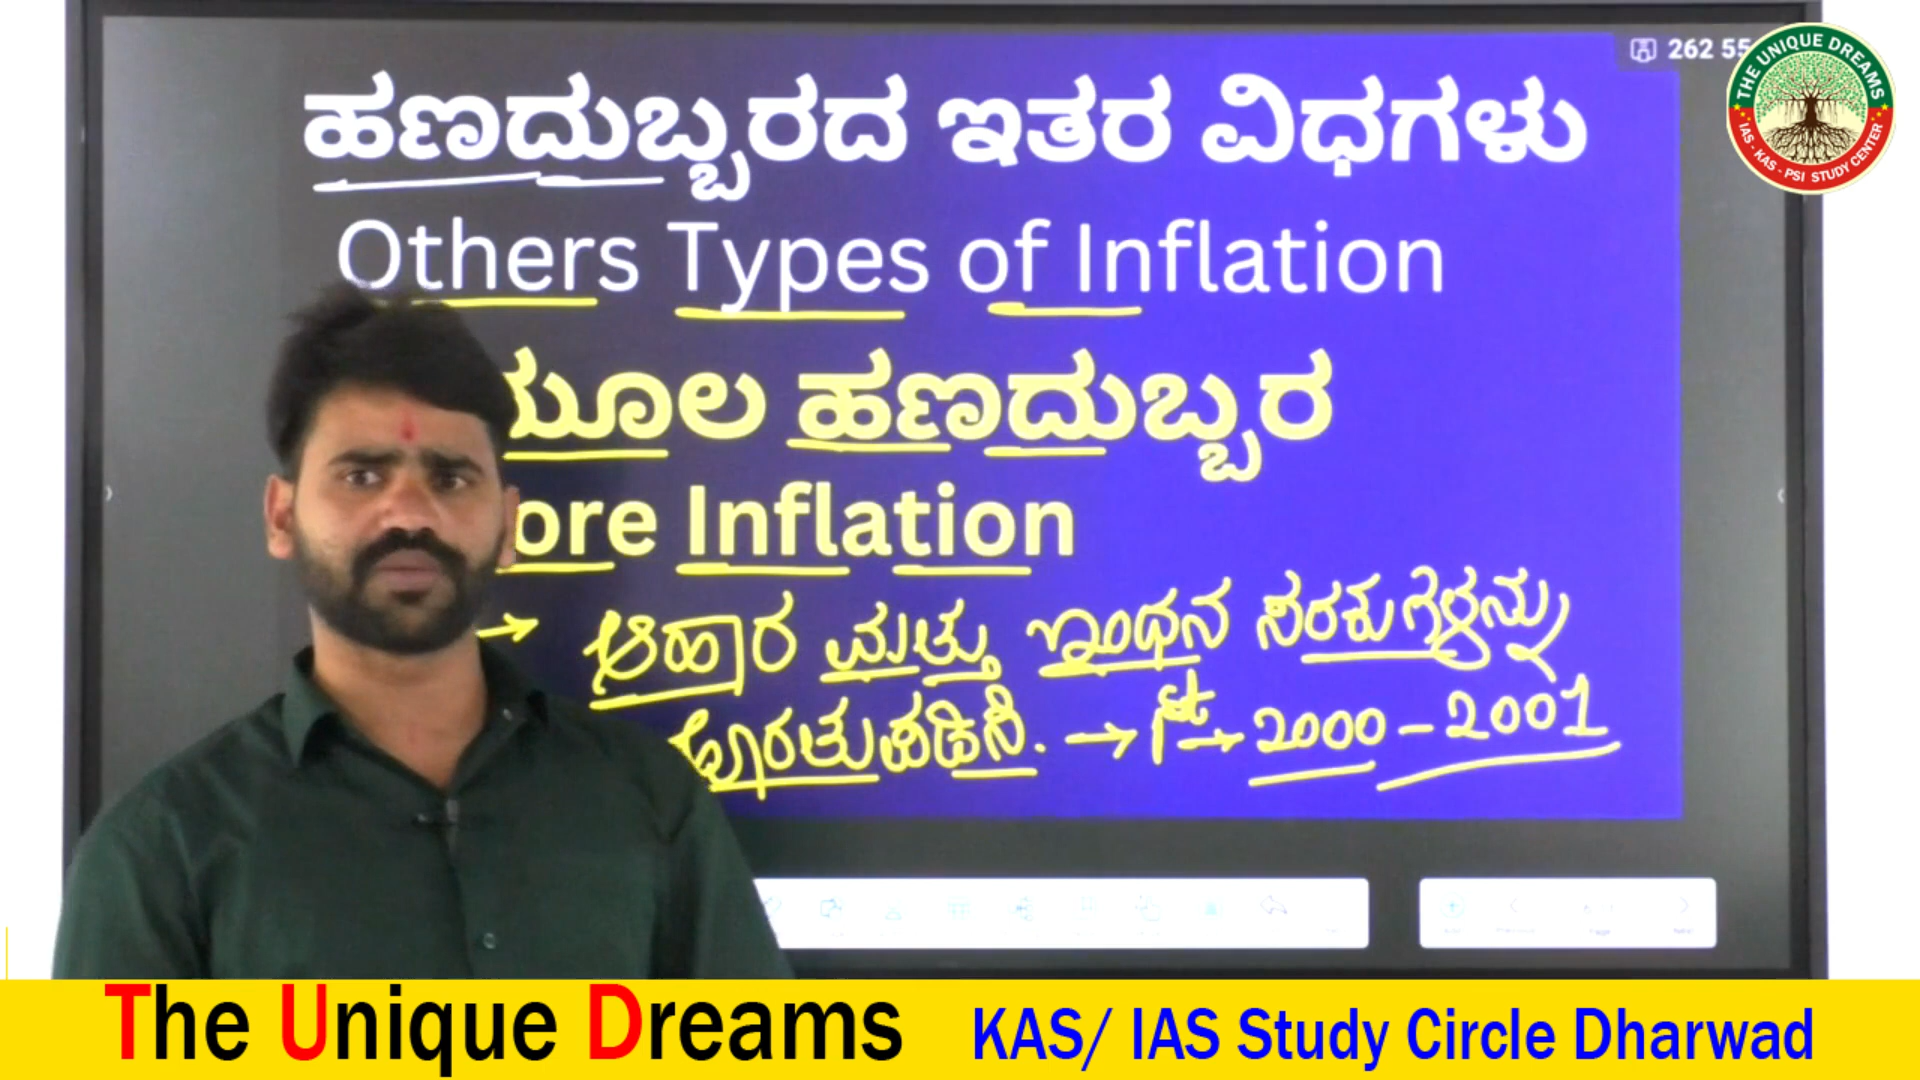 262 55
THE UNIQUE DREAMS
IAS - KAS - PSI STUDY CENTER
ಹಣದುಬ್ಬರದ ಇತರ ವಿಧಗಳು
Others Types of Inflation
ಮೂಲ ಹಣದುಬ್ಬರ
ore Inflation
→ ಆಹಾರ ಮತ್ತು ಇಂಧನ ಸರಕುಗಳನ್ನು
ಹೊರತುಪಡಿಸಿ. → 1st → 2000 - 2001
The Unique Dreams KAS/ IAS Study Circle Dharwad